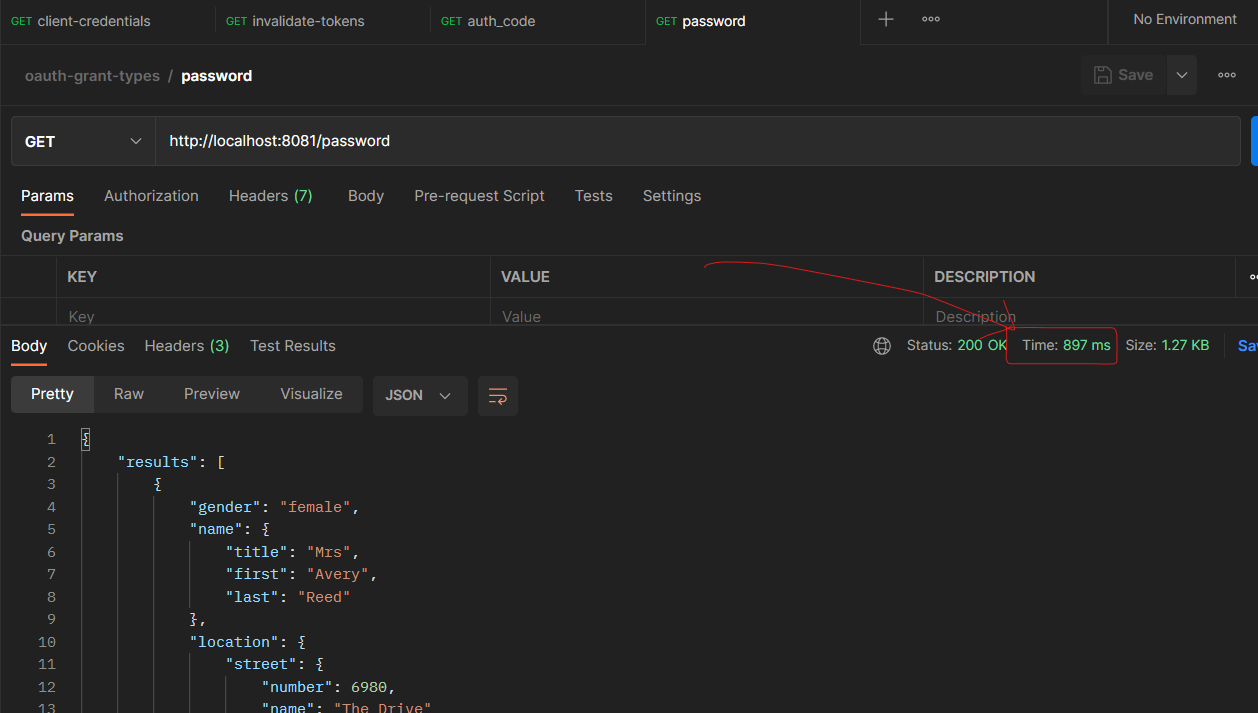 GET client-credentials GET invalidate-tokens GET auth_code GET password No Environment
oauth-grant-types / password Save
GET http://localhost:8081/password
Params Authorization Headers (7) Body Pre-request Script Tests Settings
Query Params
KEY VALUE DESCRIPTION
Key Value Description
Body Cookies Headers (3) Test Results Status: 200 OK Time: 897 ms Size: 1.27 KB
Pretty Raw Preview Visualize JSON
1 {
2 "results": [
3 {
4 "gender": "female",
5 "name": {
6 "title": "Mrs",
7 "first": "Avery",
8 "last": "Reed"
9 },
10 "location": {
11 "street": {
12 "number": 6980,
13 "name": "The Drive"